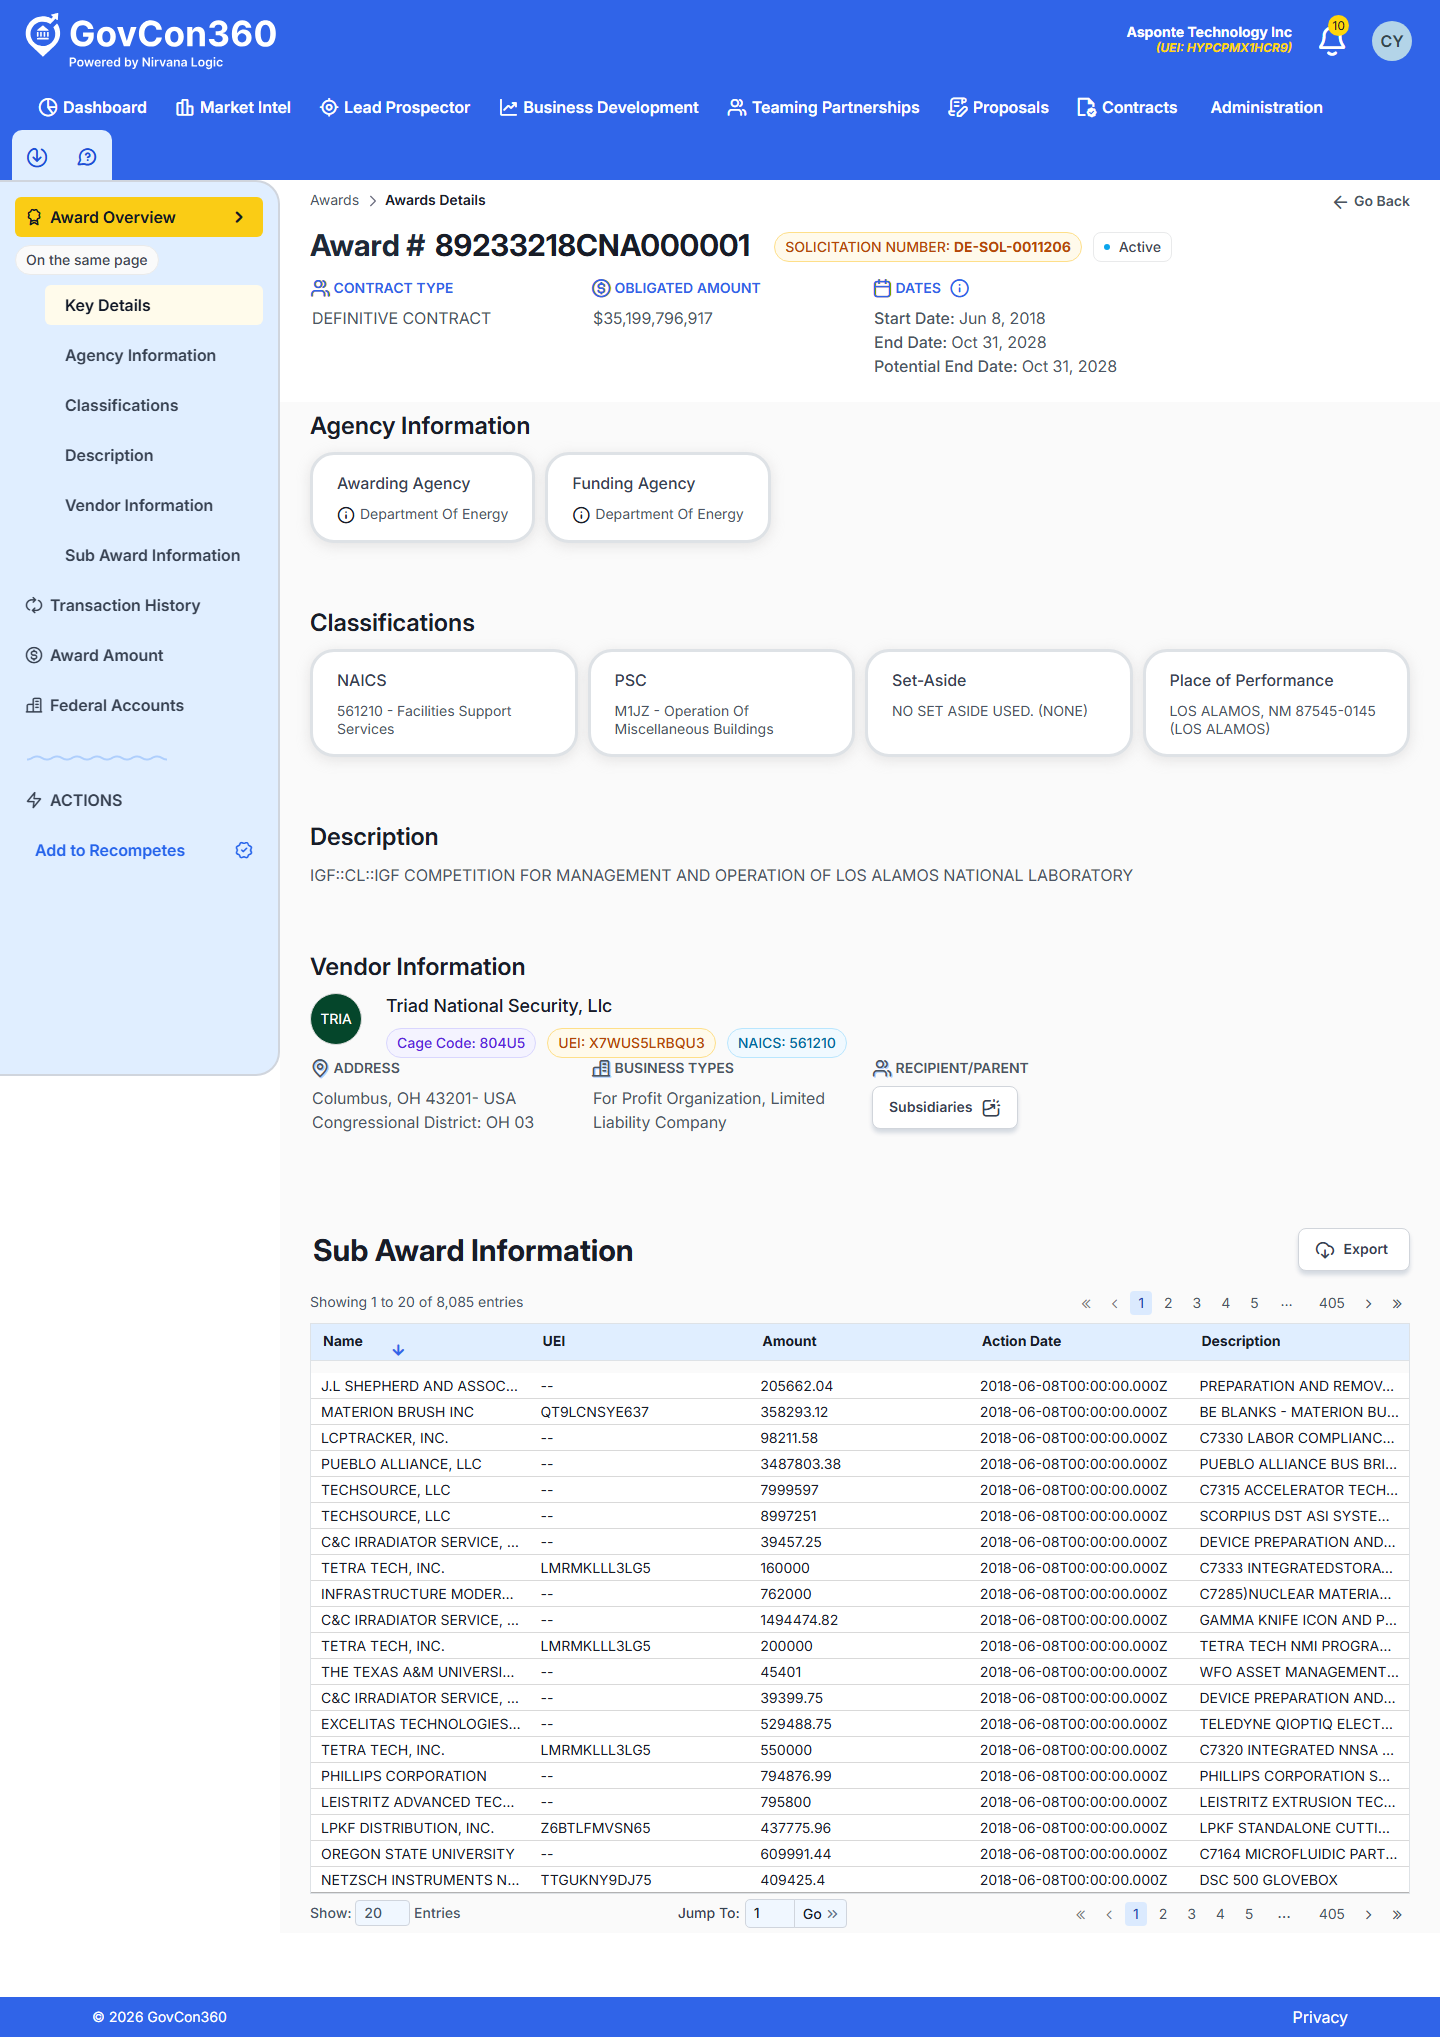 GovCon360
Powered by Nirvana Logic
Asponte Technology Inc
(UEI: HYPCPMX1HCR9)
10
CY
Dashboard Market Intel Lead Prospector Business Development Teaming Partnerships Proposals Contracts Administration
Award Overview
On the same page
Key Details
Agency Information
Classifications
Description
Vendor Information
Sub Award Information
Transaction History
Award Amount
Federal Accounts
ACTIONS
Add to Recompetes
Awards > Awards Details
Go Back
Award # 89233218CNA000001 SOLICITATION NUMBER: DE-SOL-0011206 Active
CONTRACT TYPE OBLIGATED AMOUNT DATES
DEFINITIVE CONTRACT $35,199,796,917 Start Date: Jun 8, 2018
End Date: Oct 31, 2028
Potential End Date: Oct 31, 2028
Agency Information
Awarding Agency Funding Agency
Department Of Energy Department Of Energy
Classifications
NAICS PSC Set-Aside Place of Performance
561210 - Facilities Support M1JZ - Operation Of NO SET ASIDE USED. (NONE) LOS ALAMOS, NM 87545-0145
Services Miscellaneous Buildings (LOS ALAMOS)
Description
IGF::CL::IGF COMPETITION FOR MANAGEMENT AND OPERATION OF LOS ALAMOS NATIONAL LABORATORY
Vendor Information
TRIA
Triad National Security, Llc
Cage Code: 804U5 UEI: X7WUS5LRBQU3 NAICS: 561210
ADDRESS BUSINESS TYPES RECIPIENT/PARENT
Columbus, OH 43201- USA For Profit Organization, Limited Subsidiaries
Congressional District: OH 03 Liability Company
Sub Award Information
Export
Showing 1 to 20 of 8,085 entries « ‹ 1 2 3 4 5 ... 405 › »
Name UEI Amount Action Date Description
J.L SHEPHERD AND ASSOC... -- 205662.04 2018-06-08T00:00:00.000Z PREPARATION AND REMOV...
MATERION BRUSH INC QT9LCNSYE637 358293.12 2018-06-08T00:00:00.000Z BE BLANKS - MATERION BU...
LCPTRACKER, INC. -- 98211.58 2018-06-08T00:00:00.000Z C7330 LABOR COMPLIANC...
PUEBLO ALLIANCE, LLC -- 3487803.38 2018-06-08T00:00:00.000Z PUEBLO ALLIANCE BUS BRI...
TECHSOURCE, LLC -- 7999597 2018-06-08T00:00:00.000Z C7315 ACCELERATOR TECH...
TECHSOURCE, LLC -- 8997251 2018-06-08T00:00:00.000Z SCORPIUS DST ASI SYSTE...
C&C IRRADIATOR SERVICE, ... -- 39457.25 2018-06-08T00:00:00.000Z DEVICE PREPARATION AND...
TETRA TECH, INC. LMRMKLLL3LG5 160000 2018-06-08T00:00:00.000Z C7333 INTEGRATEDSTORA...
INFRASTRUCTURE MODER... -- 762000 2018-06-08T00:00:00.000Z C7285)NUCLEAR MATERIA...
C&C IRRADIATOR SERVICE, ... -- 1494474.82 2018-06-08T00:00:00.000Z GAMMA KNIFE ICON AND P...
TETRA TECH, INC. LMRMKLLL3LG5 200000 2018-06-08T00:00:00.000Z TETRA TECH NMI PROGRA...
THE TEXAS A&M UNIVERSI... -- 45401 2018-06-08T00:00:00.000Z WFO ASSET MANAGEMENT...
C&C IRRADIATOR SERVICE, ... -- 39399.75 2018-06-08T00:00:00.000Z DEVICE PREPARATION AND...
EXCELITAS TECHNOLOGIES... -- 529488.75 2018-06-08T00:00:00.000Z TELEDYNE QIOPTIQ ELECT...
TETRA TECH, INC. LMRMKLLL3LG5 550000 2018-06-08T00:00:00.000Z C7320 INTEGRATED NNSA ...
PHILLIPS CORPORATION -- 794876.99 2018-06-08T00:00:00.000Z PHILLIPS CORPORATION S...
LEISTRITZ ADVANCED TEC... -- 795800 2018-06-08T00:00:00.000Z LEISTRITZ EXTRUSION TEC...
LPKF DISTRIBUTION, INC. Z6BTLFMVSN65 437775.96 2018-06-08T00:00:00.000Z LPKF STANDALONE CUTTI...
OREGON STATE UNIVERSITY -- 609991.44 2018-06-08T00:00:00.000Z C7164 MICROFLUIDIC PART...
NETZSCH INSTRUMENTS N... TTGUKNY9DJ75 409425.4 2018-06-08T00:00:00.000Z DSC 500 GLOVEBOX
Show: 20 Entries Jump To: 1 Go » « ‹ 1 2 3 4 5 ... 405 › »
© 2026 GovCon360 Privacy